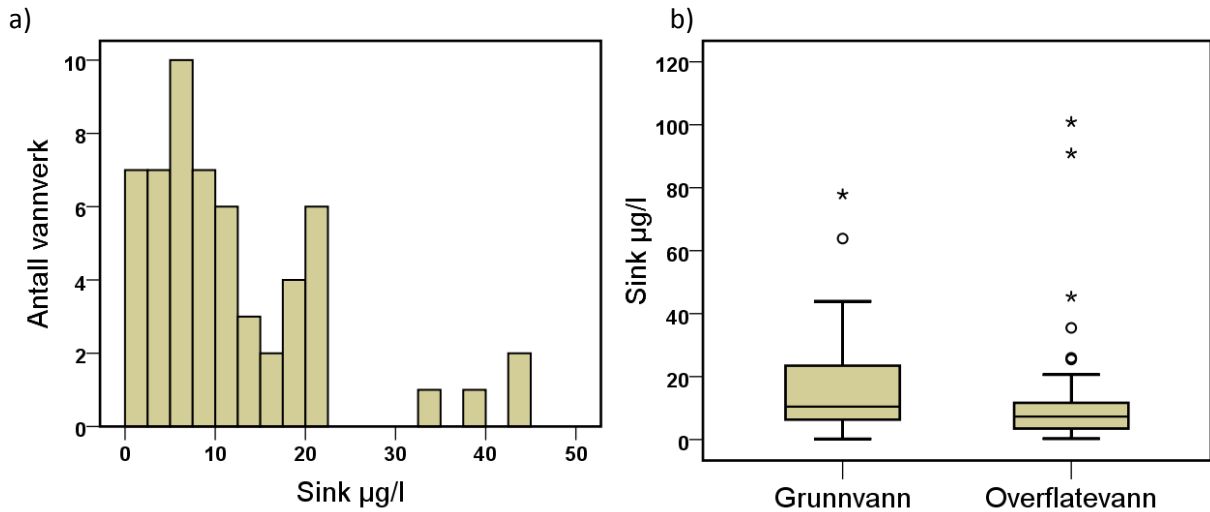 a)
10
8
6
4
2
0
Antall vannverk
0 10 20 30 40 50
Sink µg/l
b)
120
100
80
60
40
20
0
Sink µg/l
Grunnvann Overflatevann